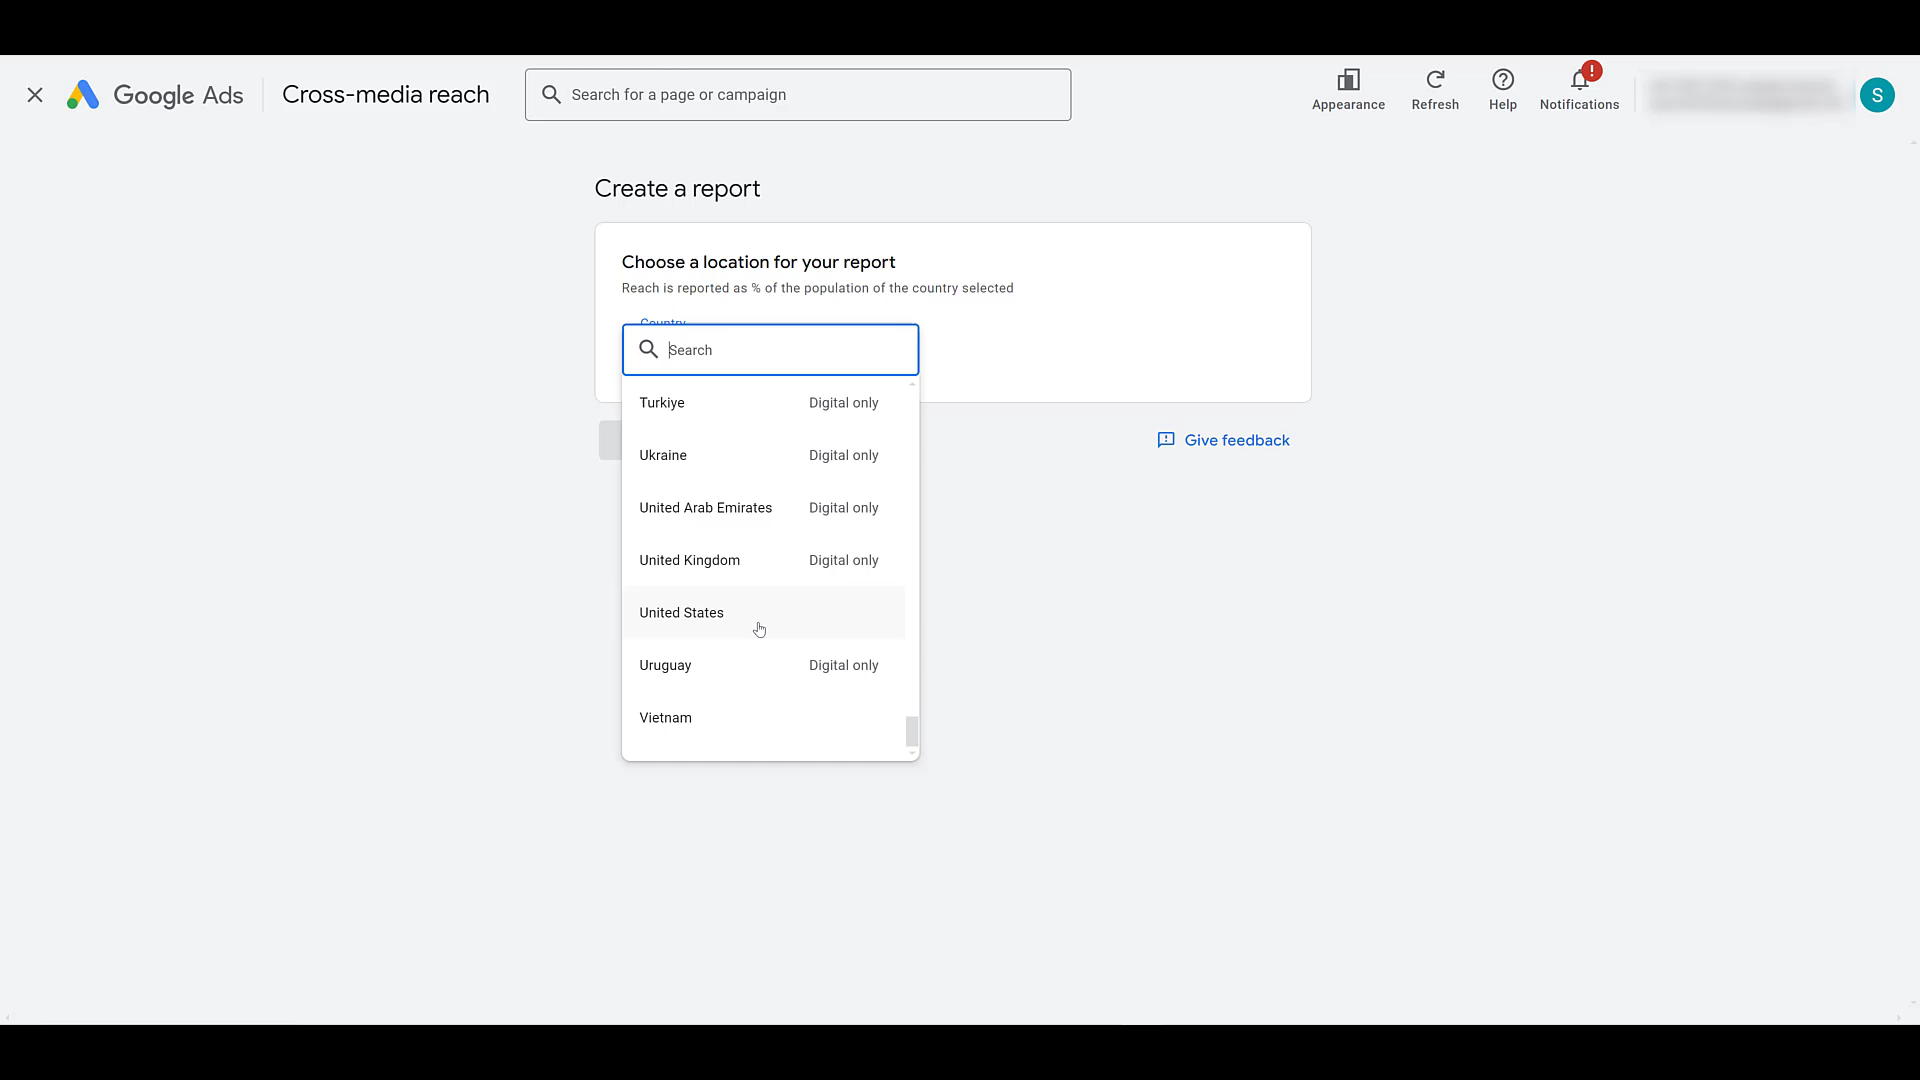 Google Ads
Cross-media reach
Search for a page or campaign
Appearance
Refresh
Help
!
Notifications
S
Create a report
Choose a location for your report
Reach is reported as % of the population of the country selected
Country
Search
Turkiye Digital only
Ukraine Digital only
United Arab Emirates Digital only
United Kingdom Digital only
United States
Uruguay Digital only
Vietnam
Give feedback